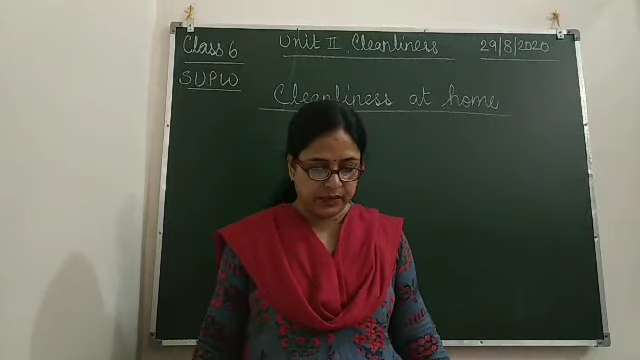 Class 6
Unit II Cleanliness
29/8/2020
SUPW
Cleanliness at home